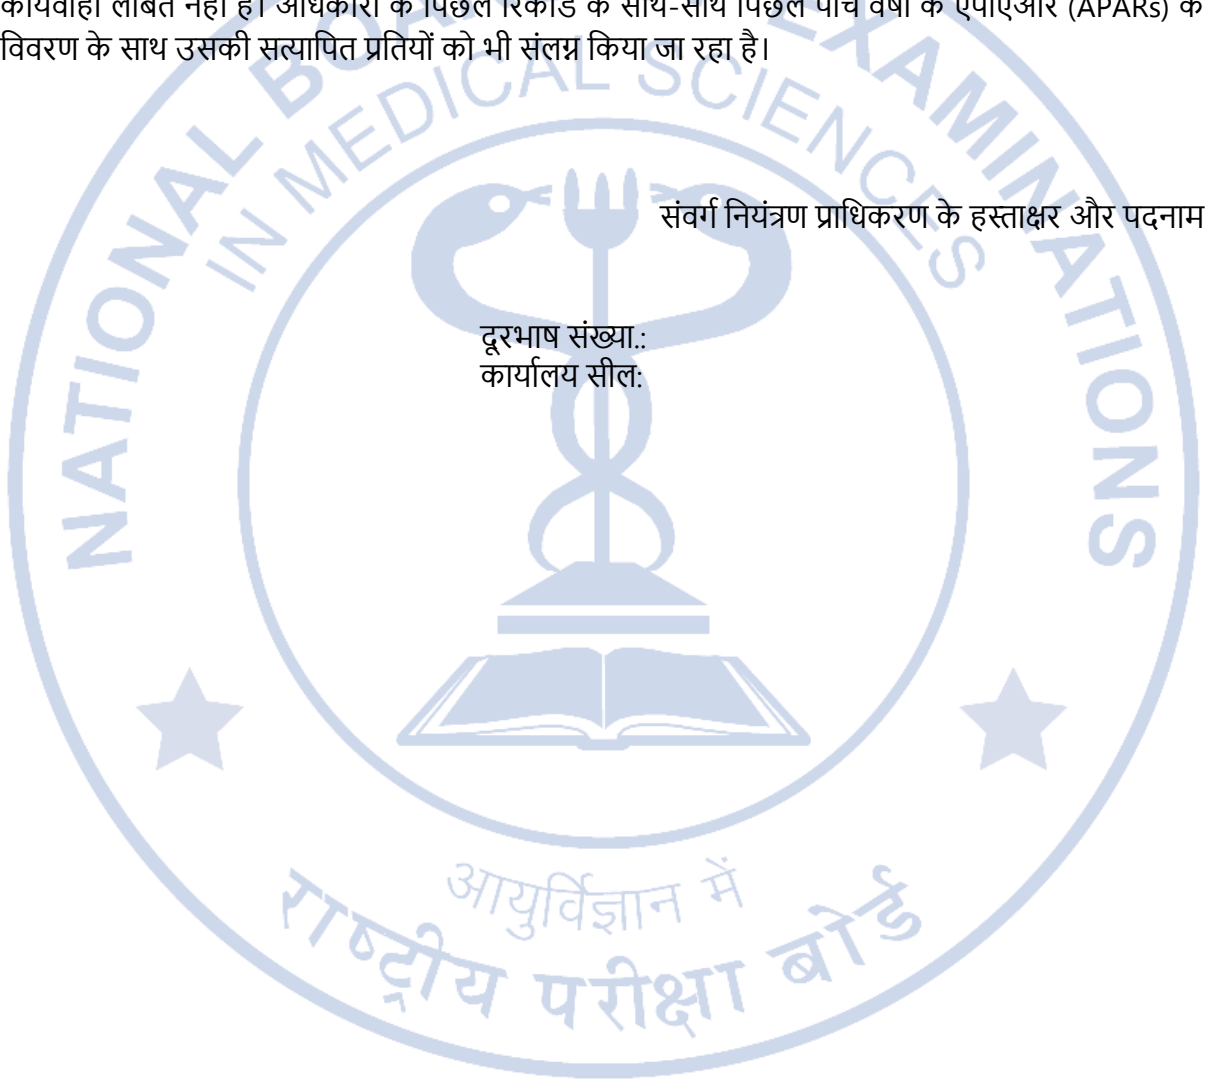 कार्यवाही लंबित नहीं है। अधिकारी के पिछले रिकॉर्ड के साथ-साथ पिछले पांच वर्षों के एपीएआर (APARs) के
विवरण के साथ उसकी सत्यापित प्रतियों को भी संलग्न किया जा रहा है।
NATIONAL BOARD EXAMINATIONS
IN MEDICAL SCIENCES
संवर्ग नियंत्रण प्राधिकरण के हस्ताक्षर और पदनाम
दूरभाष संख्या.:
कार्यालय सील:
आयुर्विज्ञान में
राष्ट्रीय परीक्षा बोर्ड